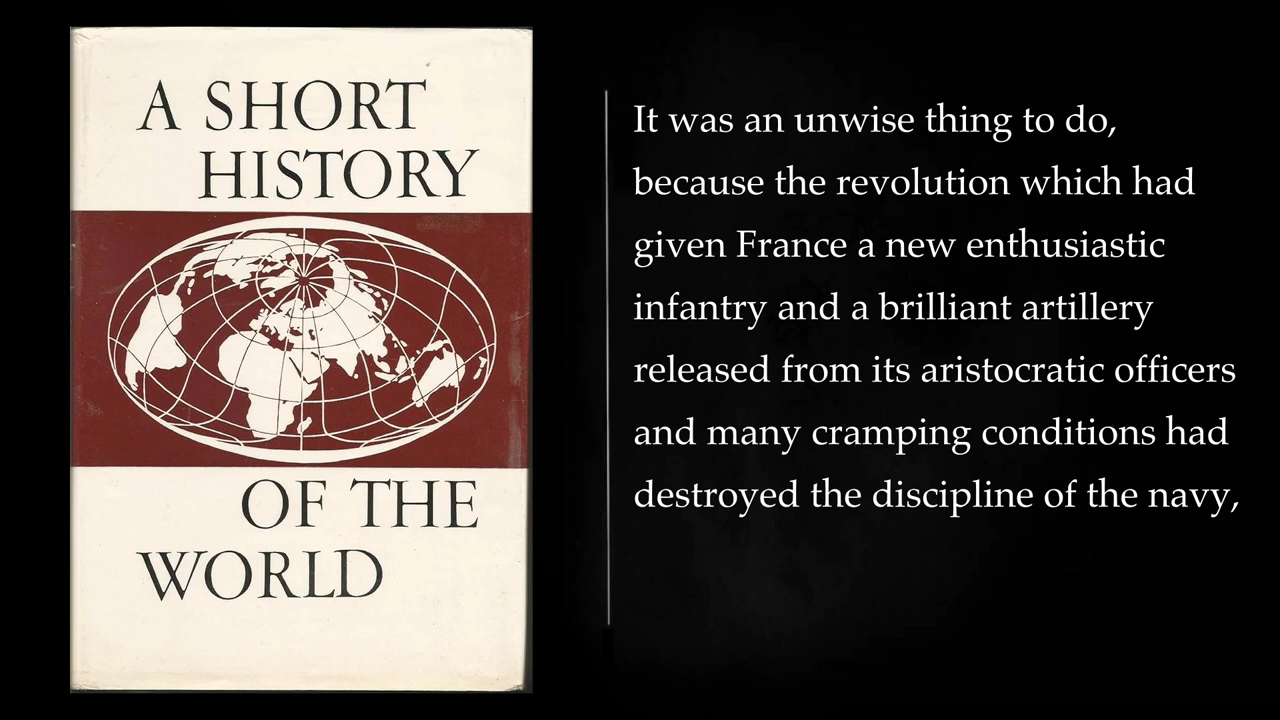 A SHORT
HISTORY
OF THE
WORLD
It was an unwise thing to do,
because the revolution which had
given France a new enthusiastic
infantry and a brilliant artillery
released from its aristocratic officers
and many cramping conditions had
destroyed the discipline of the navy,